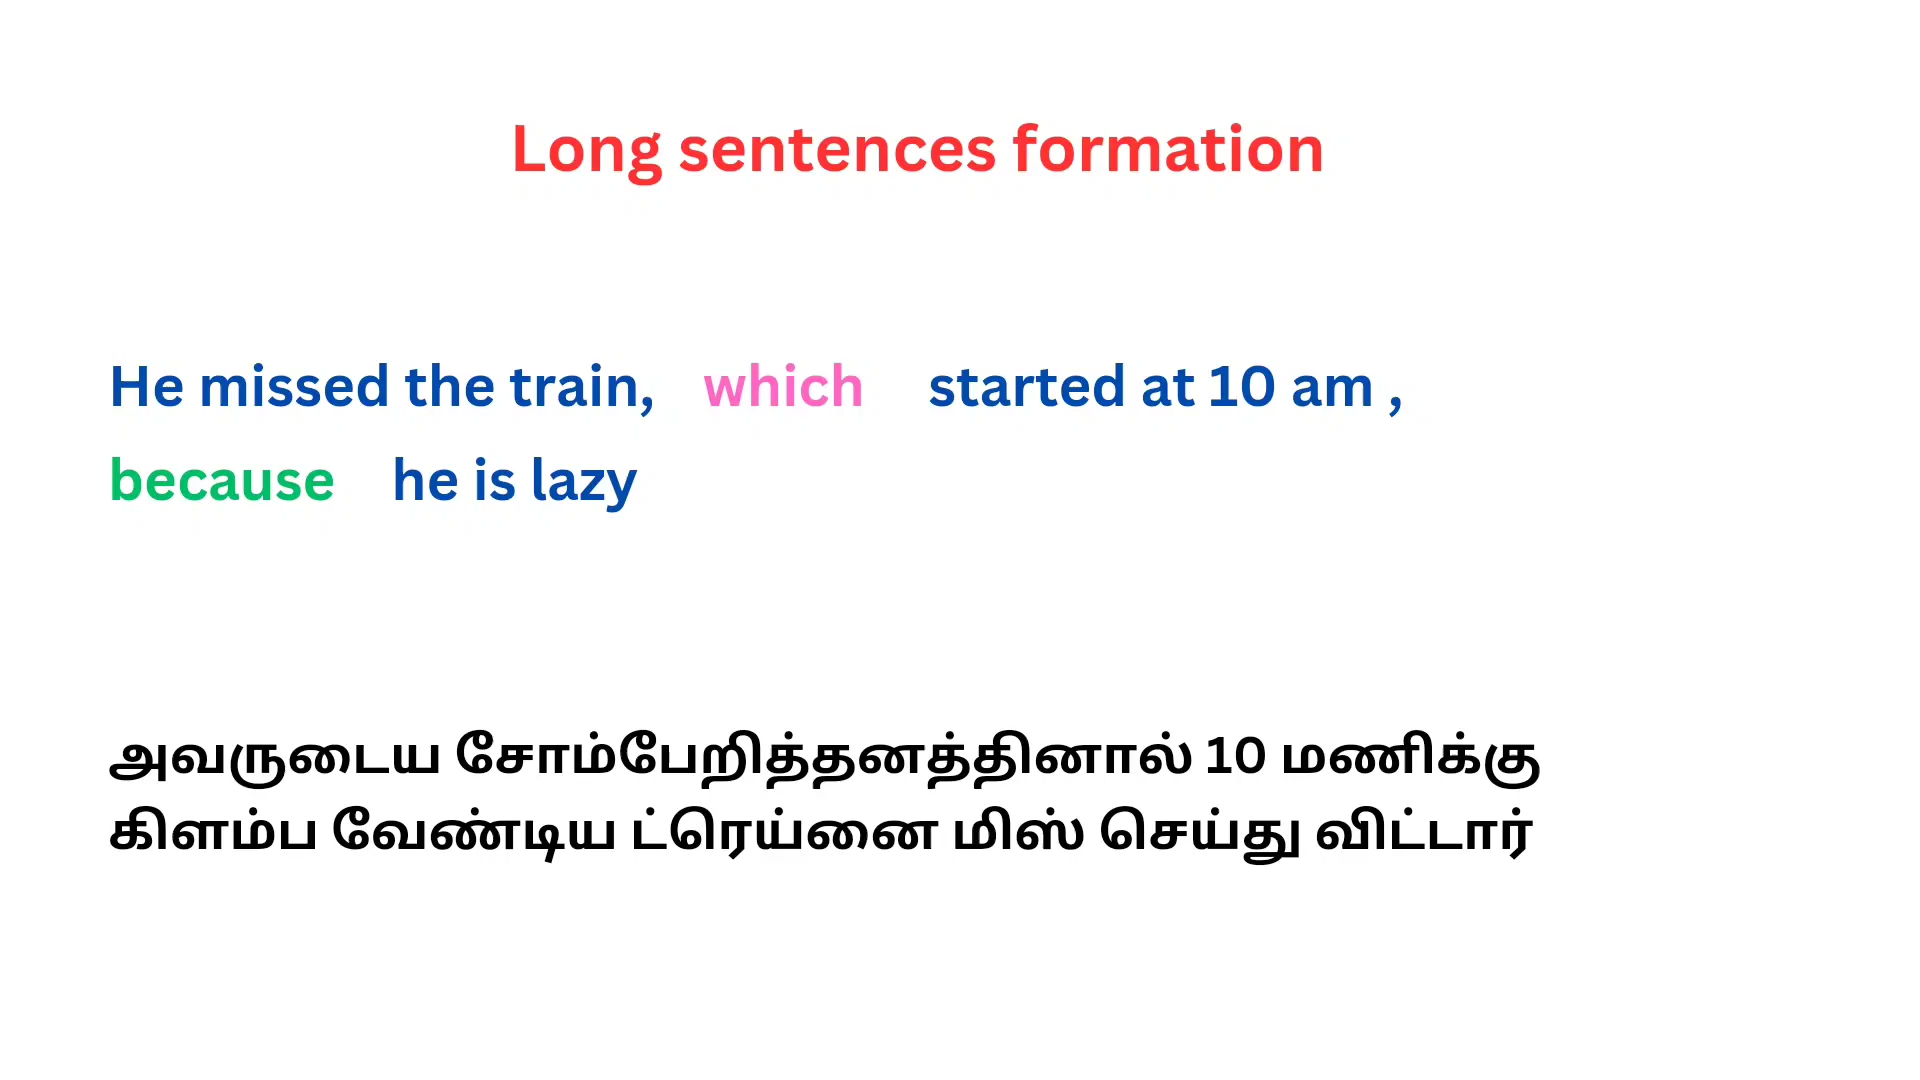 Long sentences formation
He missed the train, which started at 10 am ,
because he is lazy
அவருடைய சோம்பேறித்தனத்தினால் 10 மணிக்கு
கிளம்ப வேண்டிய ட்ரெய்னை மிஸ் செய்து விட்டார்